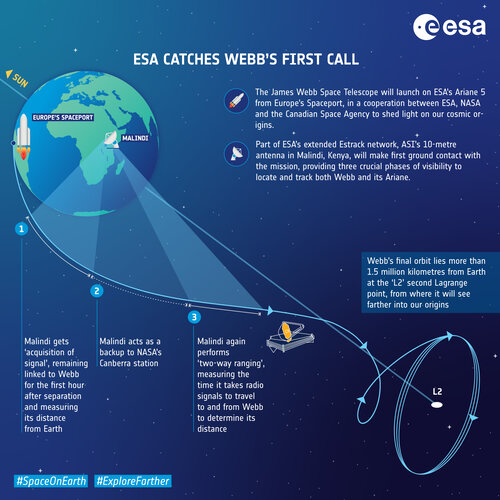 esa
ESA CATCHES WEBB'S FIRST CALL
SUN
EUROPE'S SPACEPORT
MALINDI
The James Webb Space Telescope will launch on ESA's Ariane 5
from Europe's Spaceport, in a cooperation between ESA, NASA
and the Canadian Space Agency to shed light on our cosmic or-
igins.
Part of ESA's extended Estrack network, ASI's 10-metre
antenna in Malindi, Kenya, will make first ground contact with
the mission, providing three crucial phases of visibility to
locate and track both Webb and its Ariane.
1
Malindi gets
'acquisition of
signal', remaining
linked to Webb
for the first hour
after separation
and measuring
its distance
from Earth
2
Malindi acts as a
backup to NASA's
Canberra station
3
Malindi again
performs
'two-way ranging',
measuring the
time it takes radio
signals to travel
to and from Webb
to determine its
distance
Webb's final orbit lies more than
1.5 million kilometres from Earth
at the 'L2' second Lagrange
point, from where it will see
farther into our origins
L2
#SpaceOnEarth #ExploreFarther